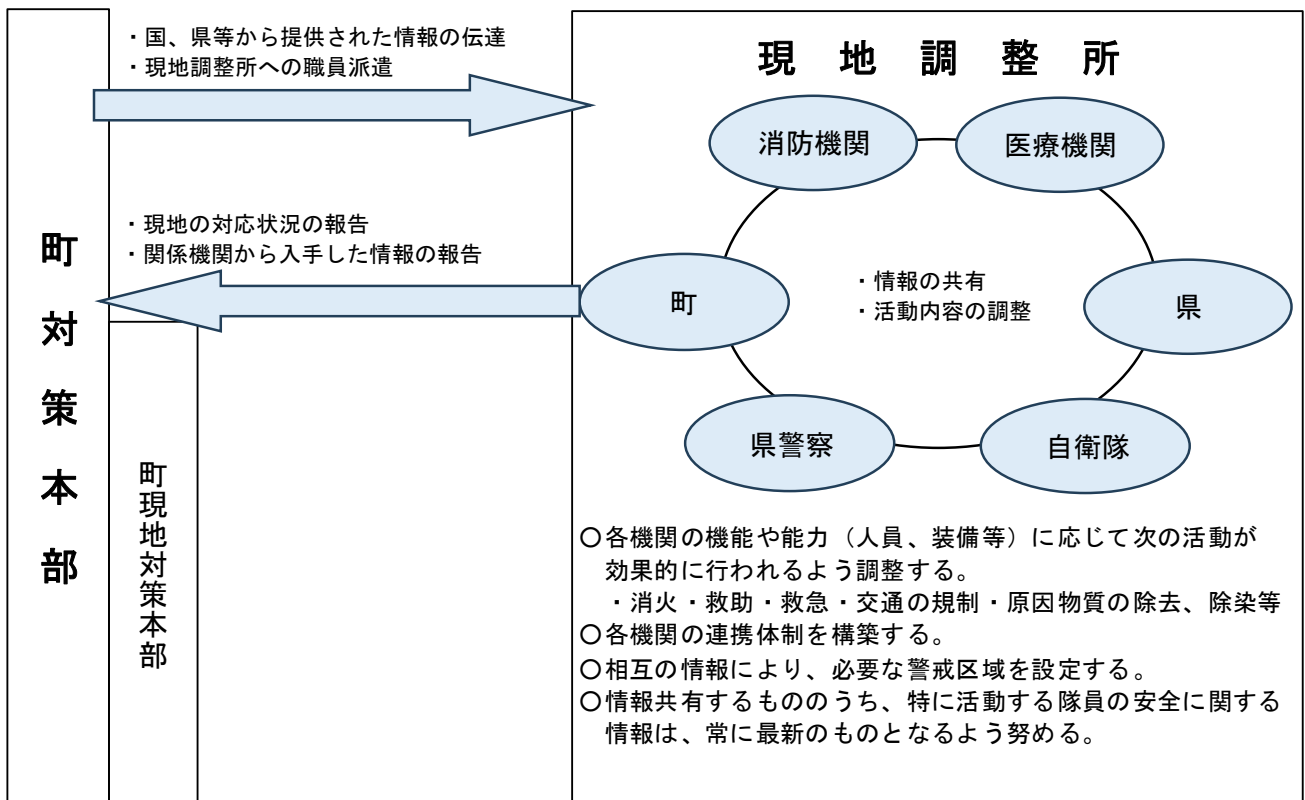 ・国、県等から提供された情報の伝達
・現地調整所への職員派遣
・現地の対応状況の報告
・関係機関から入手した情報の報告
町対策本部
町現地対策本部
現地調整所
消防機関
医療機関
町
・情報の共有
・活動内容の調整
県
県警察
自衛隊
○各機関の機能や能力（人員、装備等）に応じて次の活動が
効果的に行われるよう調整する。
・消火・救助・救急・交通の規制・原因物質の除去、除染等
○各機関の連携体制を構築する。
○相互の情報により、必要な警戒区域を設定する。
○情報共有するもののうち、特に活動する隊員の安全に関する
情報は、常に最新のものとなるよう努める。